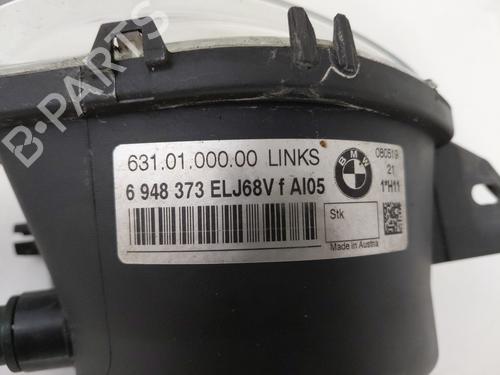 B-PARTS
631.01.000.00 LINKS
6 948 373 ELJ68V f AI05
BMW
080519
21
1*H11
Stk
Made in Austria